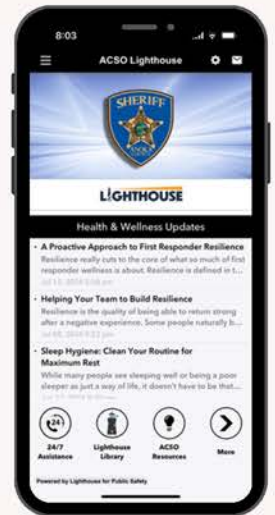 8:03
ACSO Lighthouse
SHERIFF
LIGHTHOUSE
Health & Wellness Updates
• A Proactive Approach to First Responder Resilience
Resilience really cuts to the core of what so much of first
responder wellness is about. Resilience is defined in t...
• Helping Your Team to Build Resilience
Resilience is the quality of being able to return strong
after a negative experience. Some people naturally b...
• Sleep Hygiene: Clean Your Routine for
Maximum Rest
While many people see sleeping well or being a poor
sleeper as just a way of life, it doesn't have to be that...
24
24/7
Assistance
Lighthouse
Library
ACSO
Resources
More
Powered by Lighthouse for Public Safety